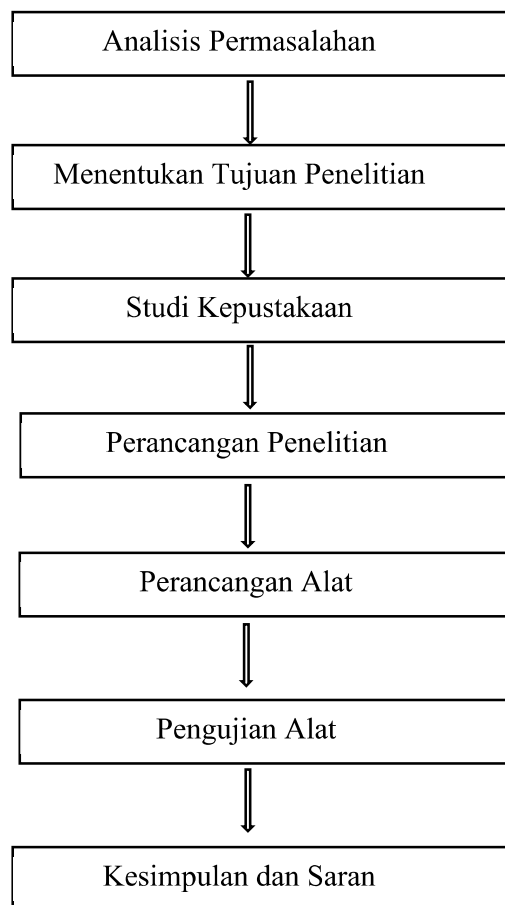 Analisis Permasalahan
Menentukan Tujuan Penelitian
Studi Kepustakaan
Perancangan Penelitian
Perancangan Alat
Pengujian Alat
Kesimpulan dan Saran